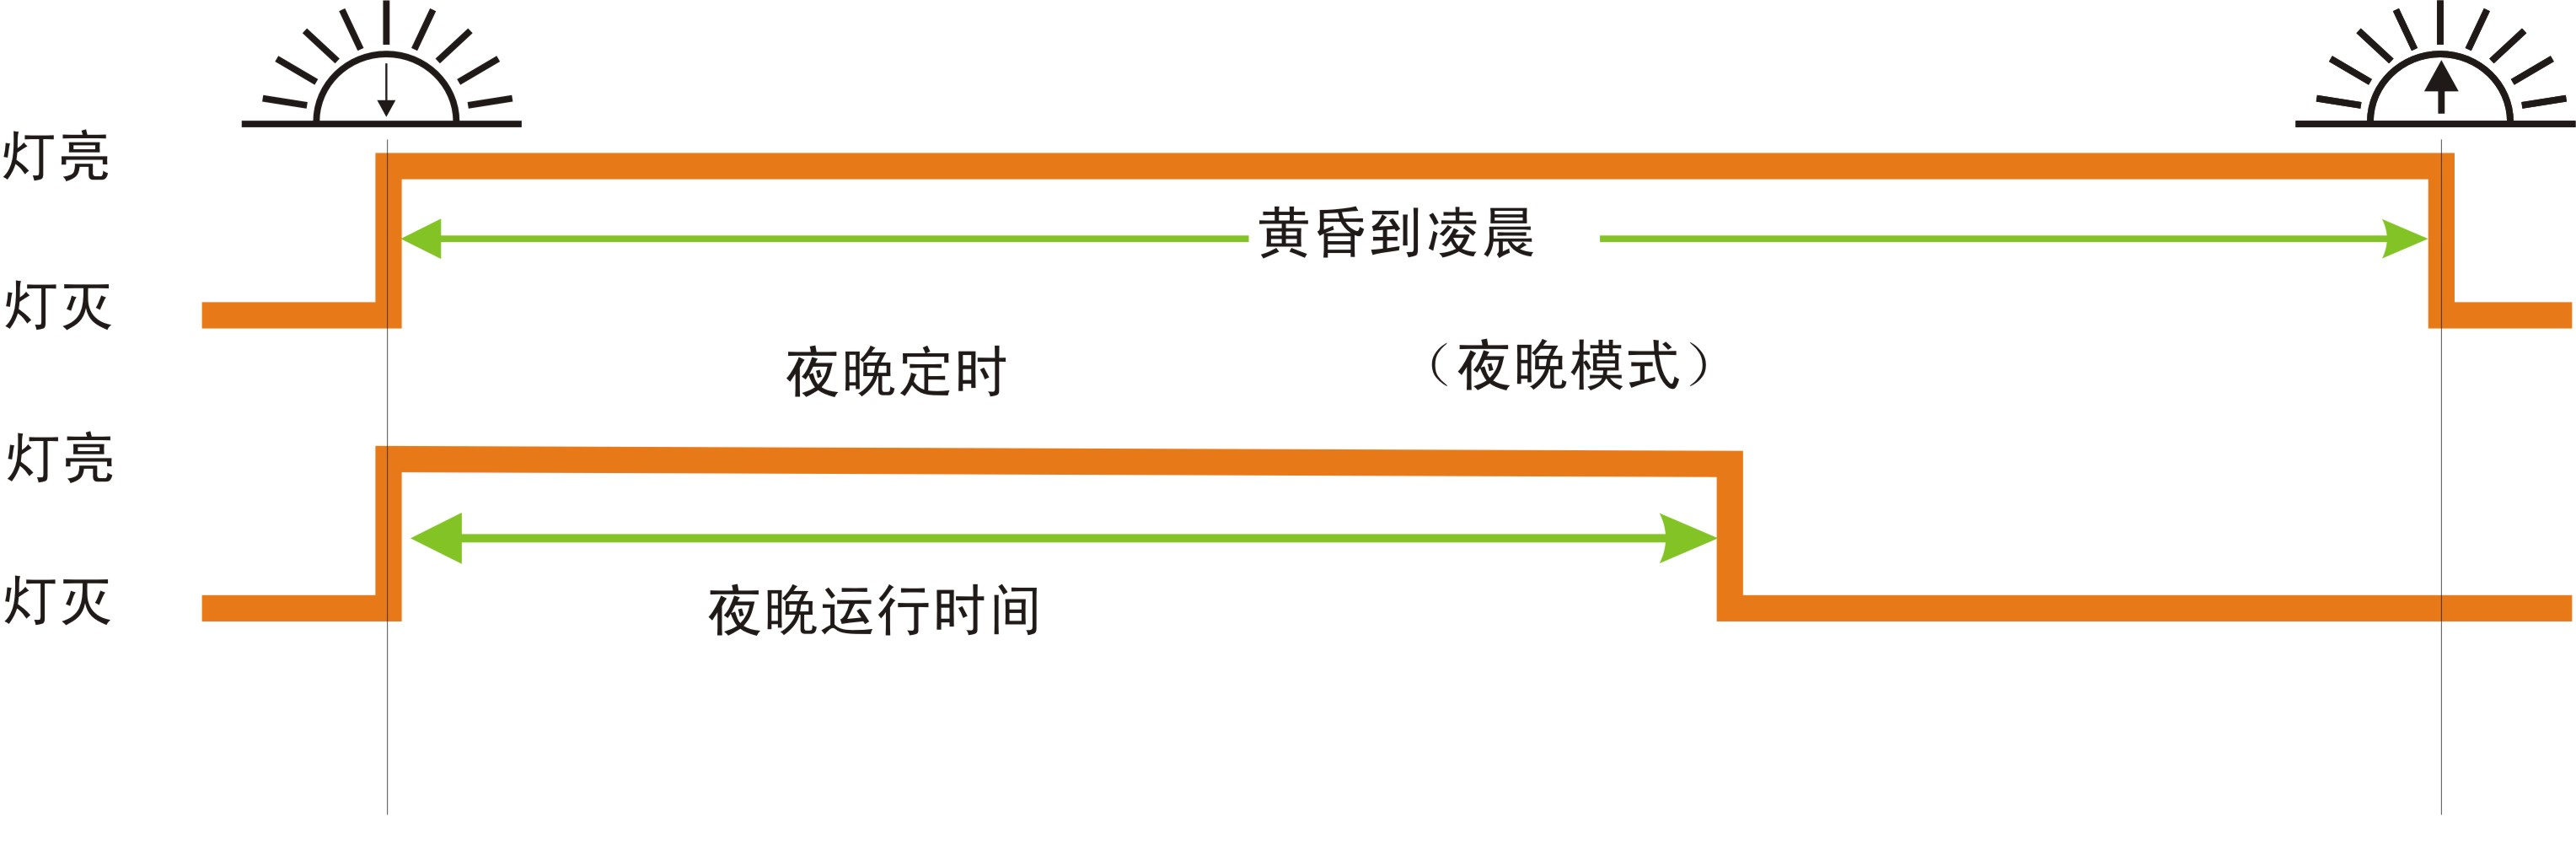 灯亮
黄昏到凌晨
灯灭
夜晚定时 （夜晚模式）
灯亮
灯灭
夜晚运行时间